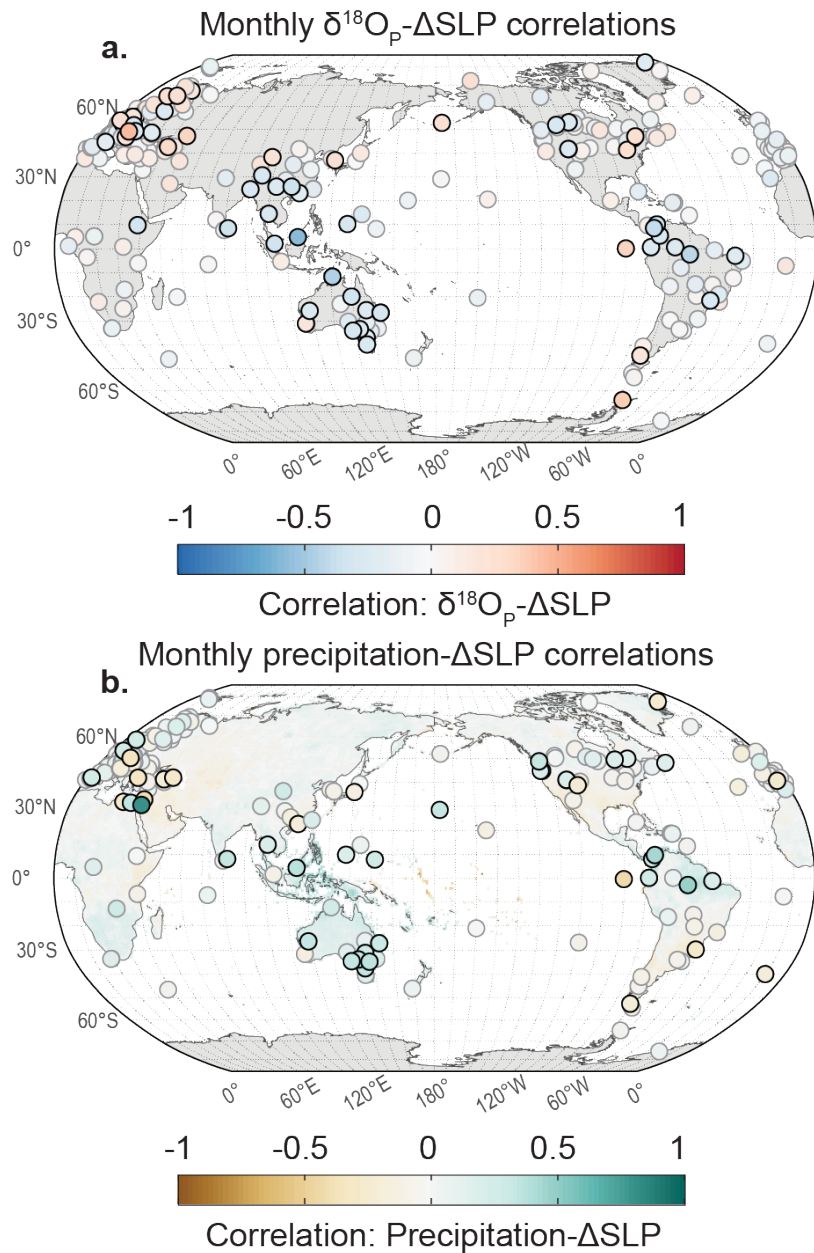 Monthly δ¹⁸Oₚ-ΔSLP correlations
a.
60°N
30°N
0°
30°S
60°S
0° 60°E 120°E 180° 120°W 60°W 0°
-1 -0.5 0 0.5 1
Correlation: δ¹⁸Oₚ-ΔSLP
Monthly precipitation-ΔSLP correlations
b.
60°N
30°N
0°
30°S
60°S
0° 60°E 120°E 180° 120°W 60°W 0°
-1 -0.5 0 0.5 1
Correlation: Precipitation-ΔSLP